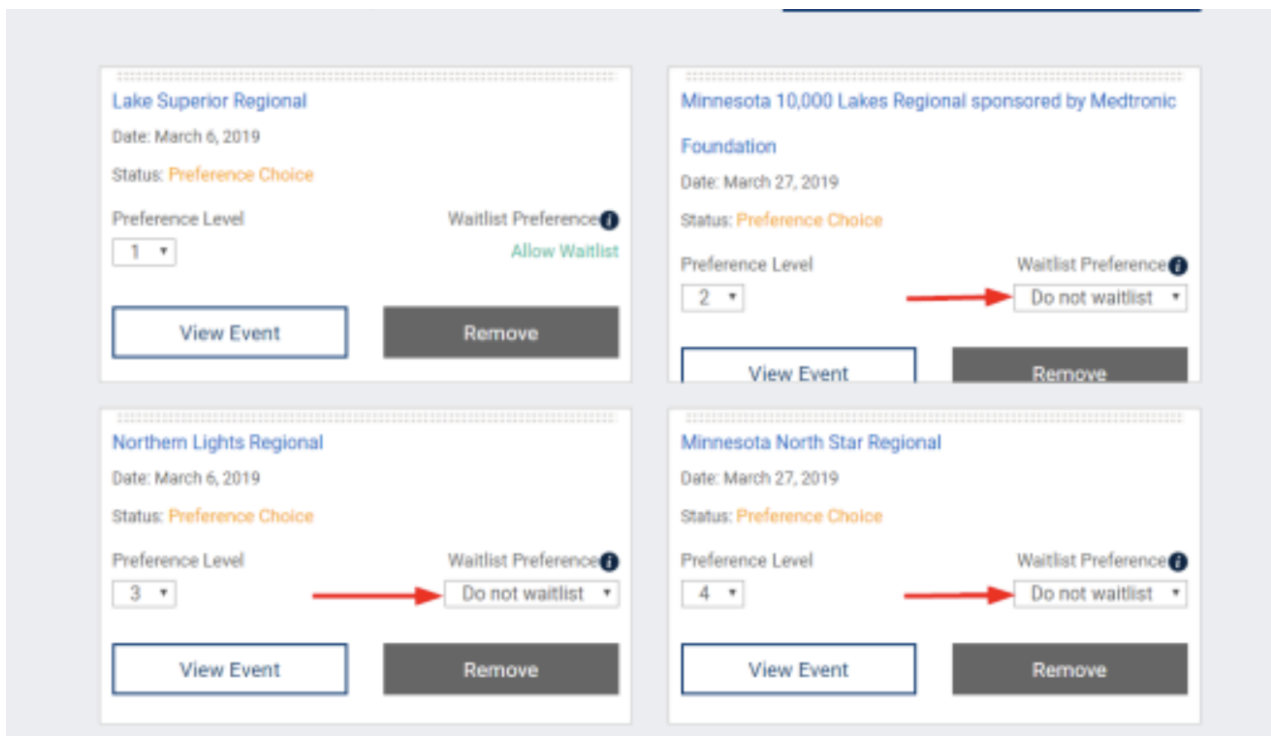 Lake Superior Regional
Date: March 6, 2019
Status: Preference Choice
Preference Level Waitlist Preference
1 Allow Waitlist
View Event Remove
Minnesota 10,000 Lakes Regional sponsored by Medtronic
Foundation
Date: March 27, 2019
Status: Preference Choice
Preference Level Waitlist Preference
2 Do not waitlist
View Event Remove
Northern Lights Regional
Date: March 6, 2019
Status: Preference Choice
Preference Level Waitlist Preference
3 Do not waitlist
View Event Remove
Minnesota North Star Regional
Date: March 27, 2019
Status: Preference Choice
Preference Level Waitlist Preference
4 Do not waitlist
View Event Remove